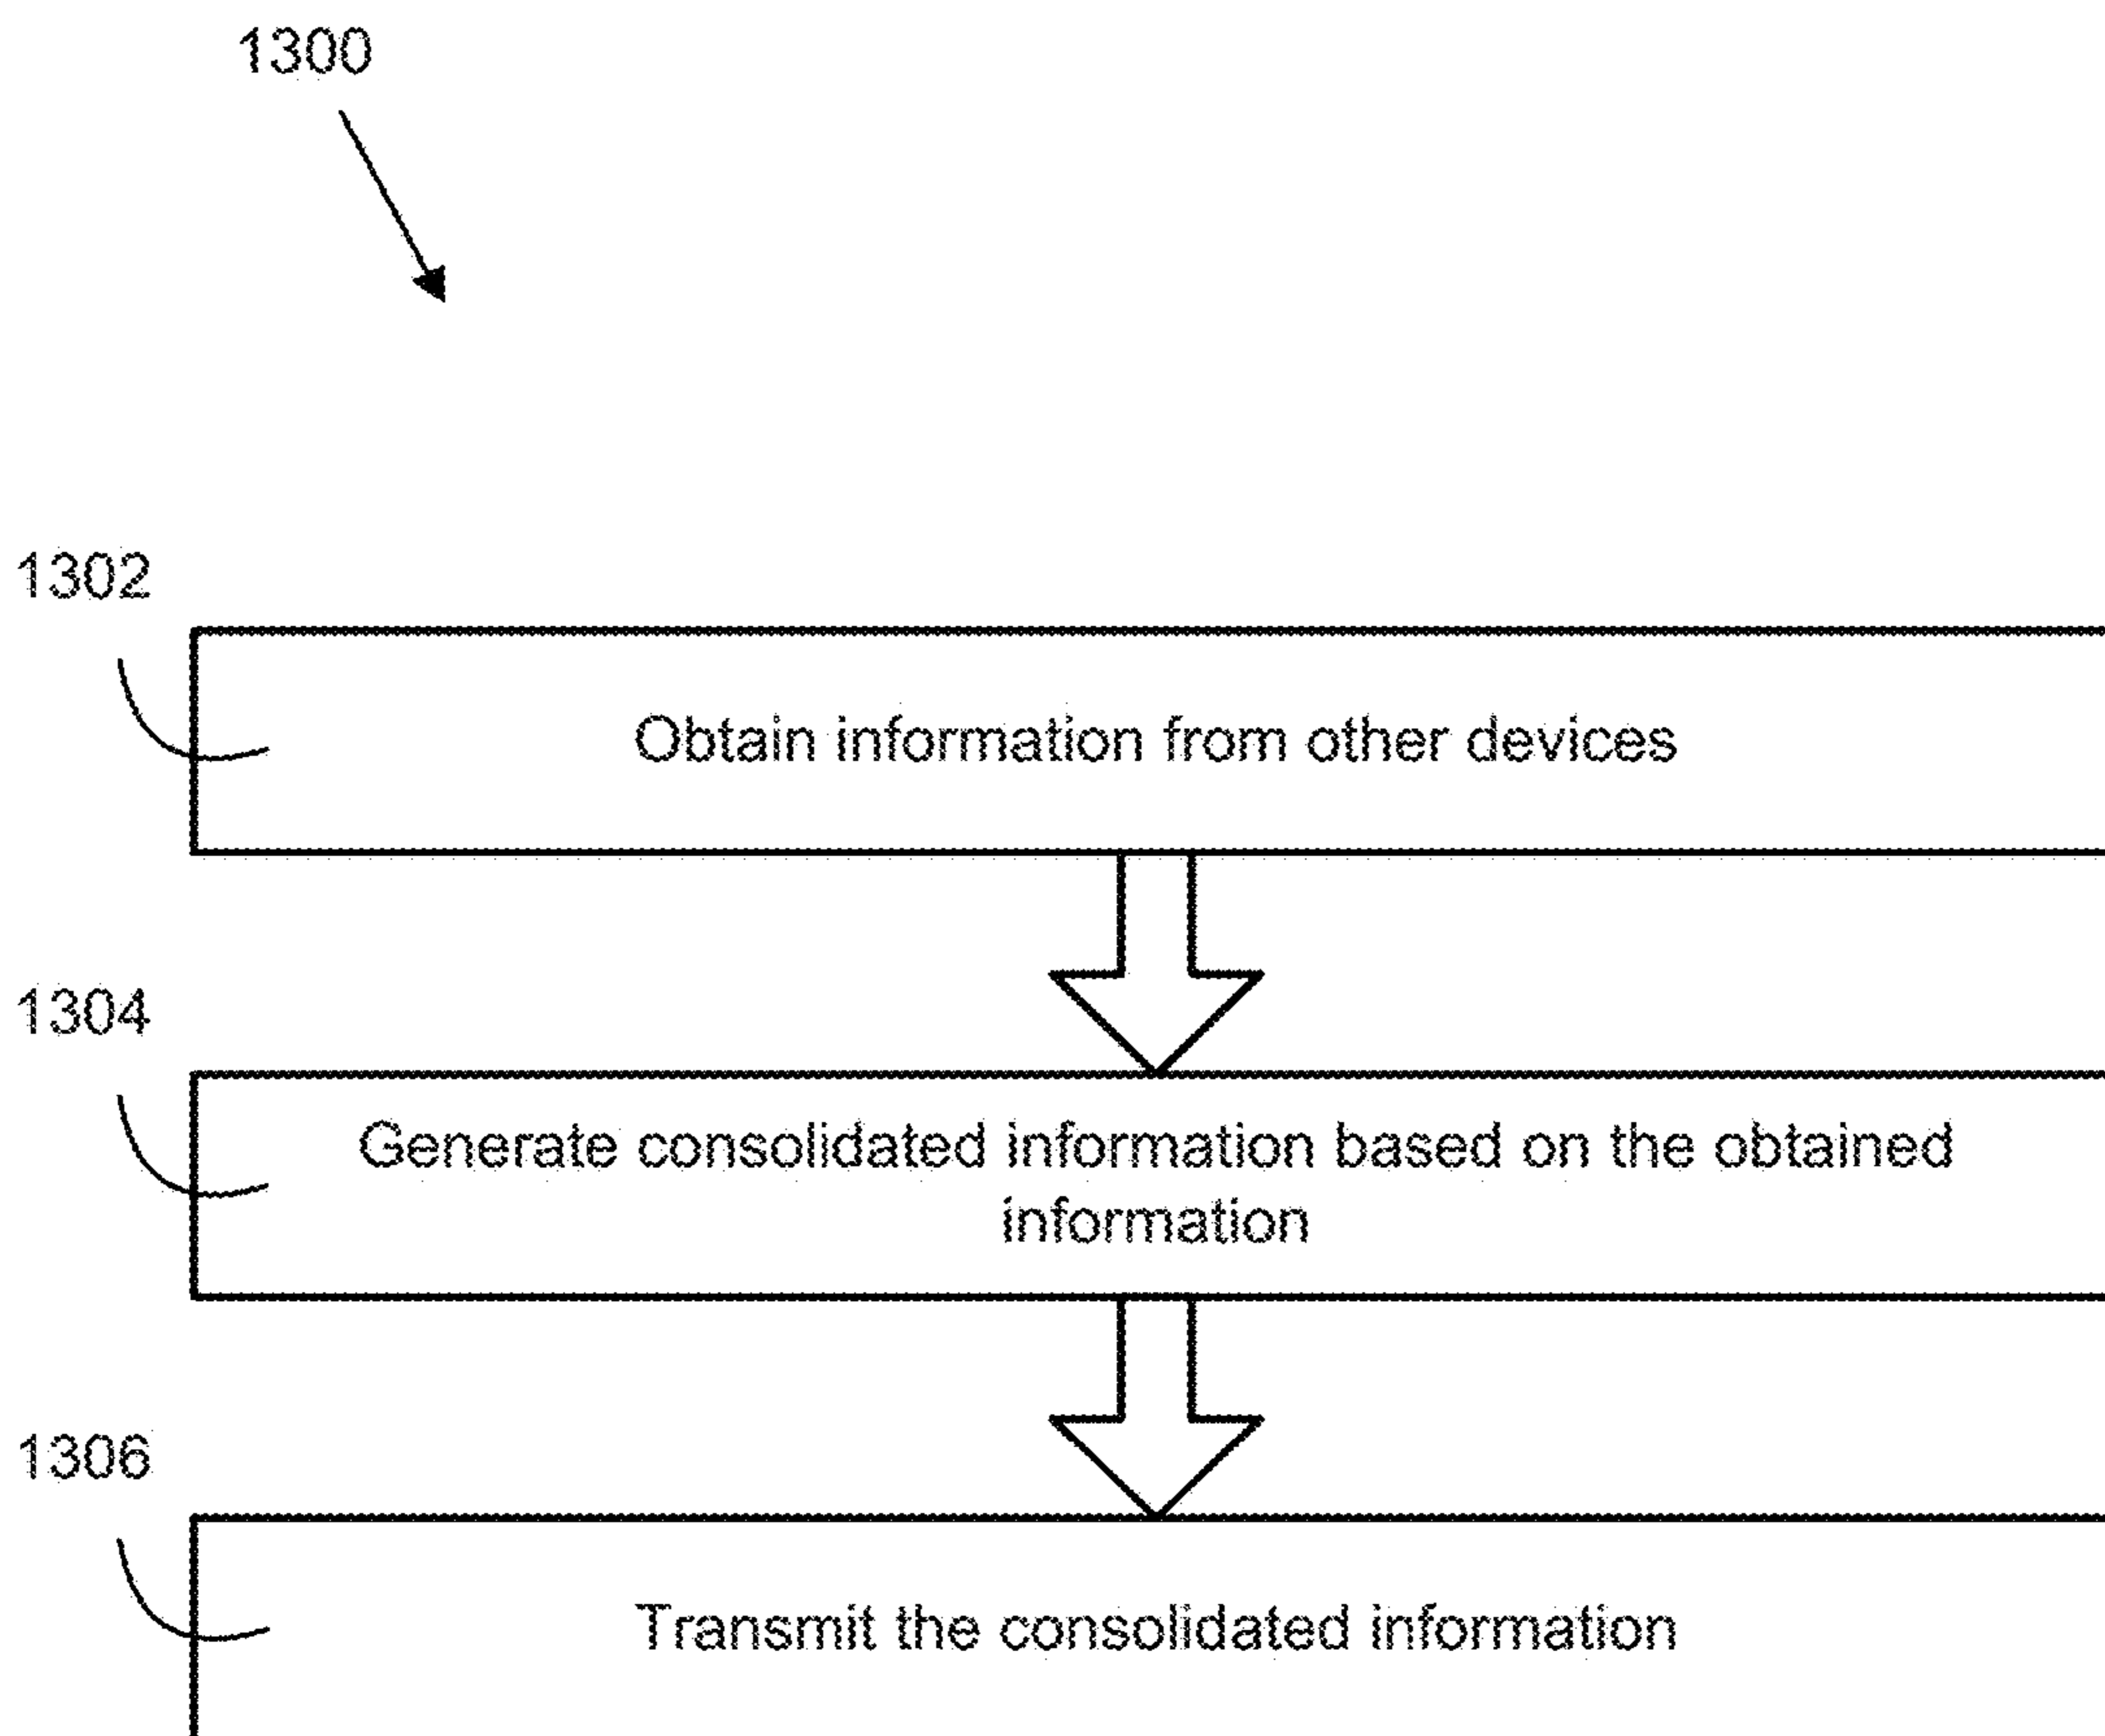 1300
1302
Obtain information from other devices
1304
Generate consolidated information based on the obtained
information
1306
Transmit the consolidated information